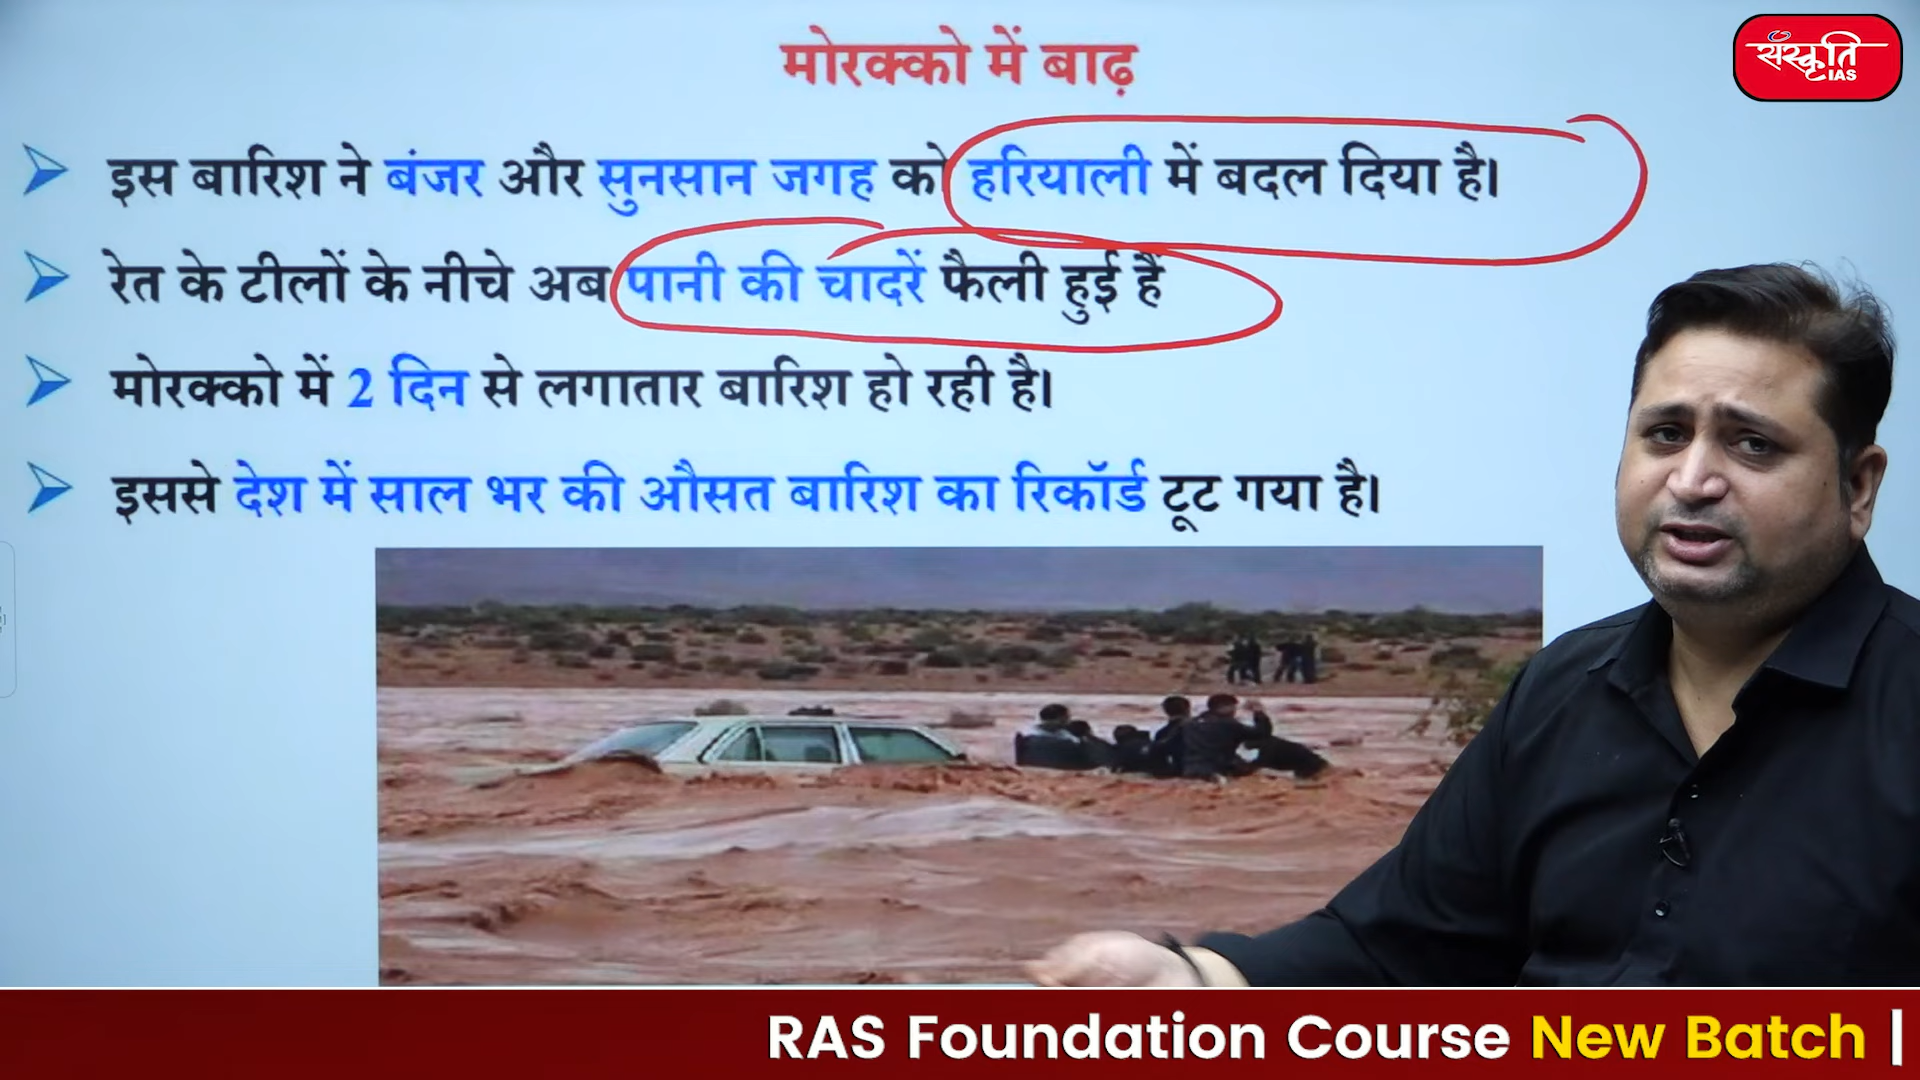 मोरक्को में बाढ़
संस्कृति
IAS
इस बारिश ने बंजर और सुनसान जगह को हरियाली में बदल दिया है।
रेत के टीलों के नीचे अब पानी की चादरें फैली हुई हैं
मोरक्को में 2 दिन से लगातार बारिश हो रही है।
इससे देश में साल भर की औसत बारिश का रिकॉर्ड टूट गया है।
RAS Foundation Course New Batch |